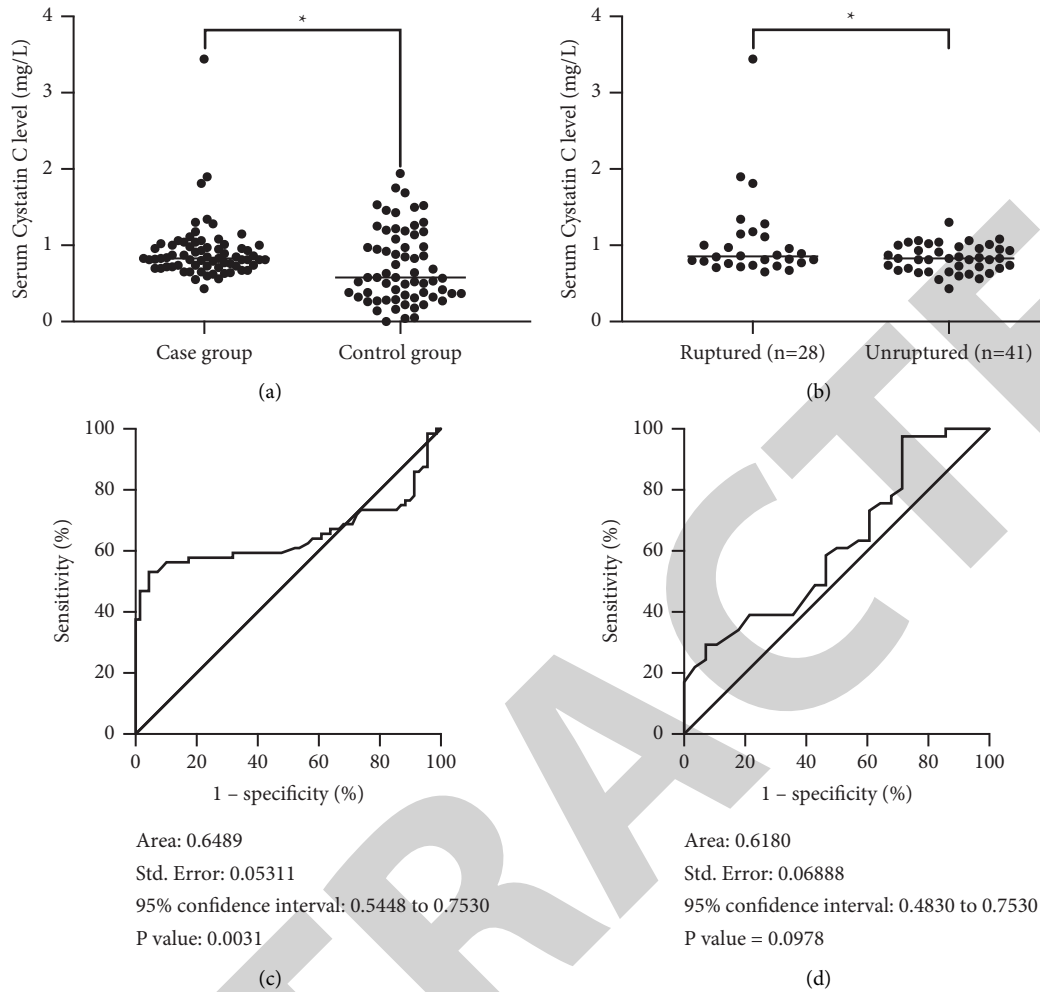 Serum Cystatin C level (mg/L)
4
3
2
1
0
*
Case group
Control group
(a)
Serum Cystatin C level (mg/L)
4
3
2
1
0
*
Ruptured (n=28)
Unruptured (n=41)
(b)
Sensitivity (%)
100
80
60
40
20
0
0 20 40 60 80 100
1 – specificity (%)
Area: 0.6489
Std. Error: 0.05311
95% confidence interval: 0.5448 to 0.7530
P value: 0.0031
(c)
Sensitivity (%)
100
80
60
40
20
0
0 20 40 60 80 100
1 – specificity (%)
Area: 0.6180
Std. Error: 0.06888
95% confidence interval: 0.4830 to 0.7530
P value = 0.0978
(d)
TRACTE